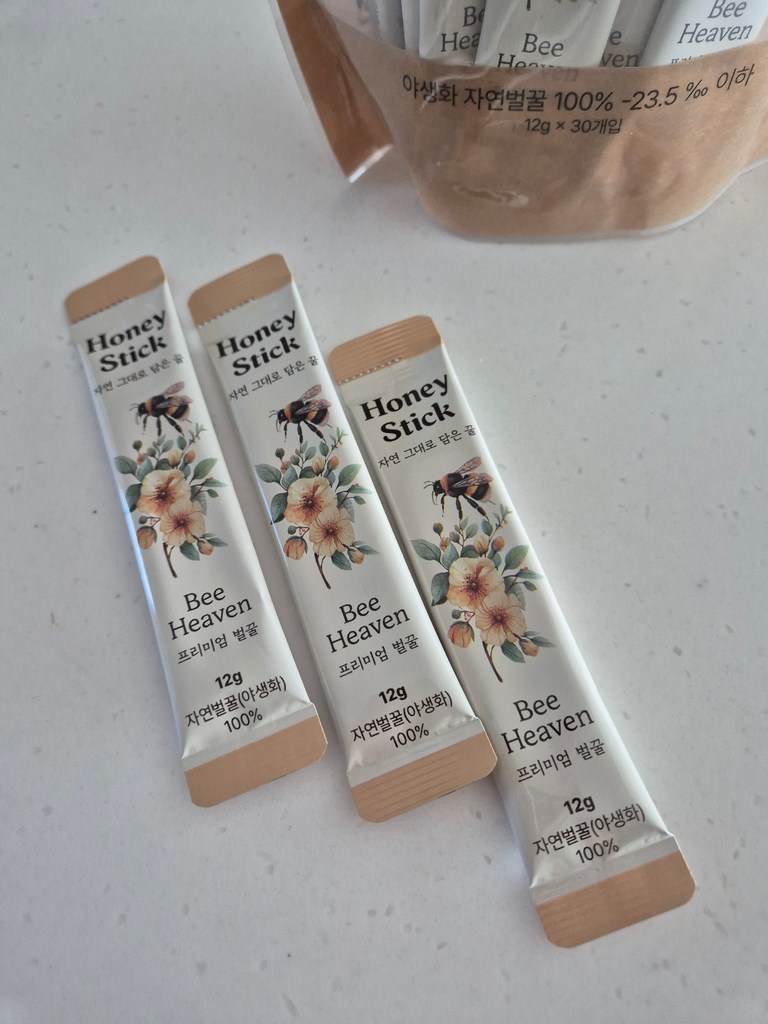 Bee
Heaven
Bee
Bee
Heaven
야생화 자연벌꿀 100% -23.5 ‰ 이하
12g × 30개입
Honey
Stick
자연 그대로 담은 꿀
Bee
Heaven
프리미엄 벌꿀
12g
자연벌꿀(야생화)
100%
Honey
Stick
자연 그대로 담은 꿀
Bee
Heaven
프리미엄 벌꿀
12g
자연벌꿀(야생화)
100%
Honey
Stick
자연 그대로 담은 꿀
Bee
Heaven
프리미엄 벌꿀
12g
자연벌꿀(야생화)
100%